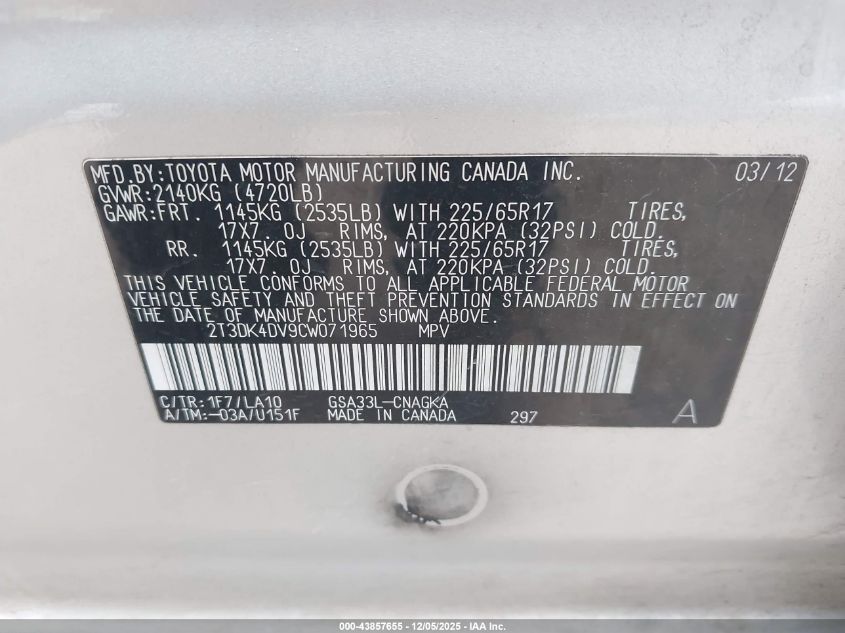 MFD.BY:TOYOTA MOTOR MANUFACTURING CANADA INC. 03/12
GVWR:2140KG (4720LB)
GAWR:FRT. 1145KG (2535LB) WITH 225/65R17 TIRES,
17X7.0J RIMS, AT 220KPA (32PSI) COLD.
RR. 1145KG (2535LB) WITH 225/65R17 TIRES,
17X7.0J RIMS, AT 220KPA (32PSI) COLD.
THIS VEHICLE CONFORMS TO ALL APPLICABLE FEDERAL MOTOR
VEHICLE SAFETY AND THEFT PREVENTION STANDARDS IN EFFECT ON
THE DATE OF MANUFACTURE SHOWN ABOVE.
2T3DK4DV9CW071965 MPV
C/TR:1F7/LA10 GSA33L-CNAGKA
A/TM:-03A/U151F MADE IN CANADA 297 A
000-43857655 - 12/05/2025 - IAA Inc.